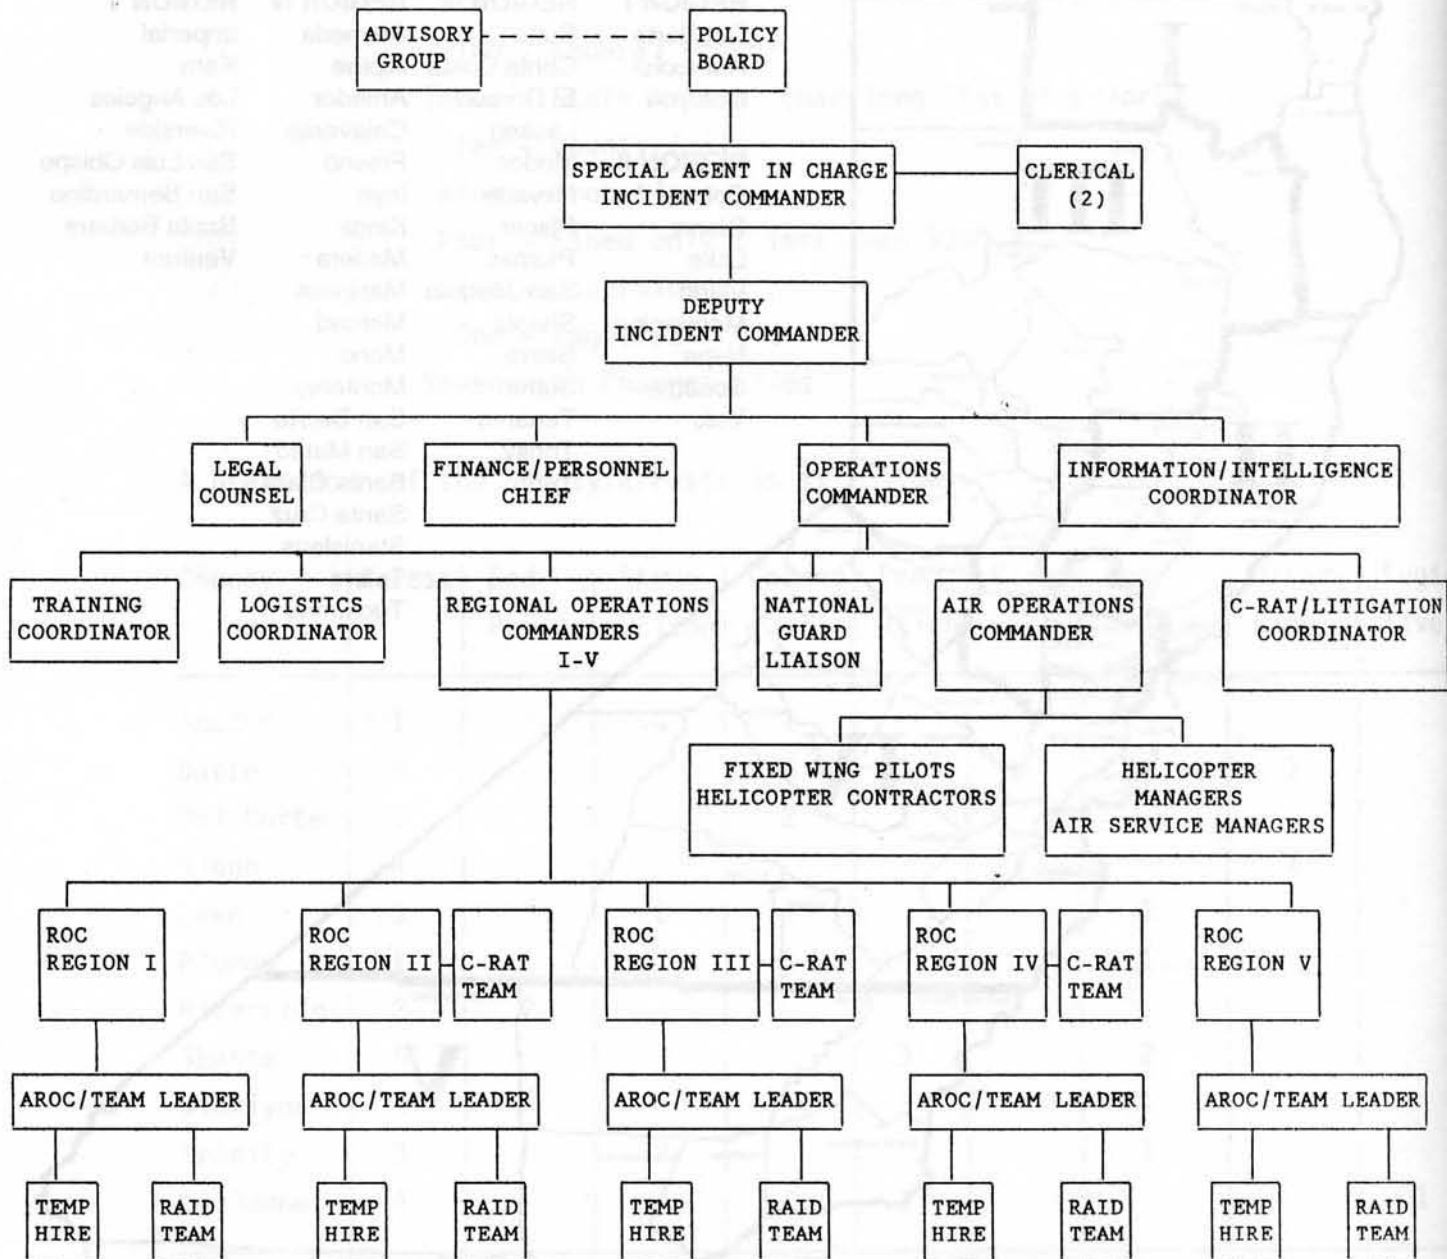 ADVISORY GROUP
POLICY BOARD
SPECIAL AGENT IN CHARGE
INCIDENT COMMANDER
CLERICAL
(2)
DEPUTY
INCIDENT COMMANDER
LEGAL
COUNSEL
FINANCE/PERSONNEL
CHIEF
OPERATIONS
COMMANDER
INFORMATION/INTELLIGENCE
COORDINATOR
TRAINING
COORDINATOR
LOGISTICS
COORDINATOR
REGIONAL OPERATIONS
COMMANDERS
I-V
NATIONAL
GUARD
LIAISON
AIR OPERATIONS
COMMANDER
C-RAT/LITIGATION
COORDINATOR
FIXED WING PILOTS
HELICOPTER CONTRACTORS
HELICOPTER
MANAGERS
AIR SERVICE MANAGERS
ROC
REGION I
ROC
REGION II
C-RAT
TEAM
ROC
REGION III
C-RAT
TEAM
ROC
REGION IV
C-RAT
TEAM
ROC
REGION V
AROC/TEAM LEADER
AROC/TEAM LEADER
AROC/TEAM LEADER
AROC/TEAM LEADER
AROC/TEAM LEADER
TEMP
HIRE
RAID
TEAM
TEMP
HIRE
RAID
TEAM
TEMP
HIRE
RAID
TEAM
TEMP
HIRE
RAID
TEAM
TEMP
HIRE
RAID
TEAM